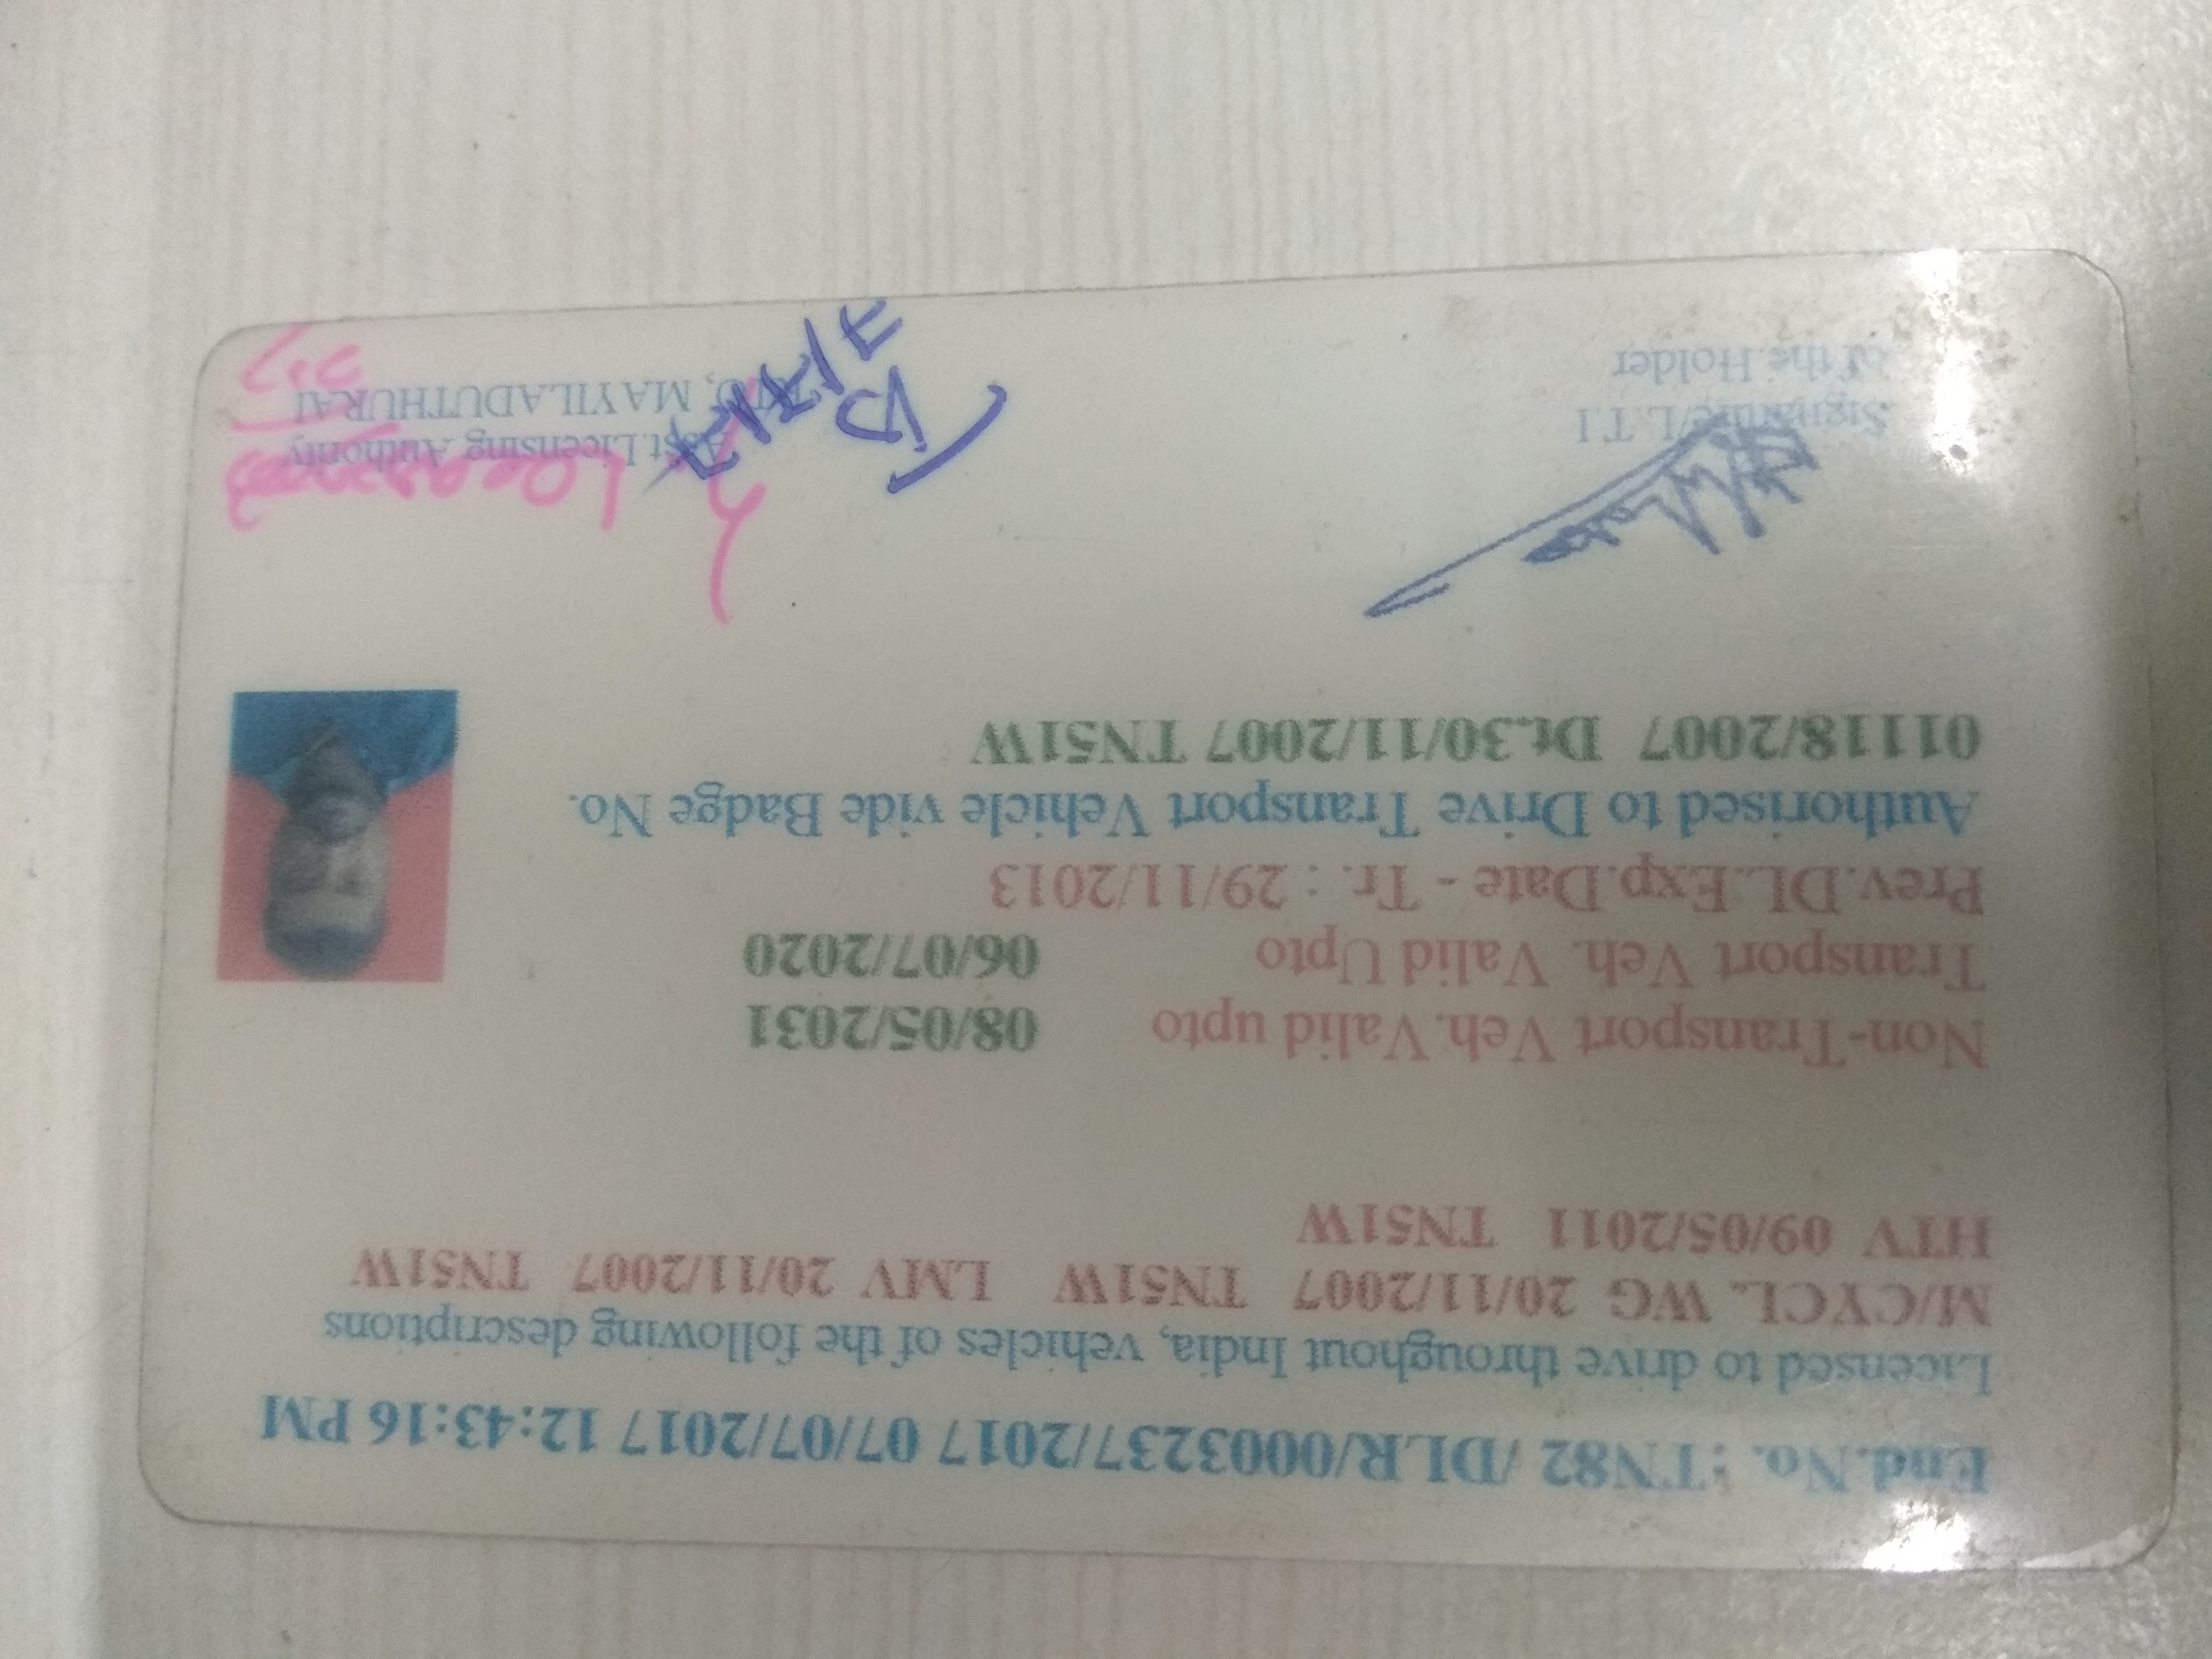 End.No. : TN82 /DLR/0003237/2017 07/07/2017 12:43:16 PM
Licensed to drive throughout India, vehicles of the following descriptions
M/CYCL. WG 20/11/2007 TN51W LMV 20/11/2007 TN51W
HTV 09/05/2011 TN51W
Non-Transport Veh.Valid upto 08/05/2031
Transport Veh. Valid Upto 06/07/2020
Prev.DL.Exp.Date - Tr. : 29/11/2013
Authorised to Drive Transport Vehicle vide Badge No.
01118/2007 Dt.30/11/2007 TN51W
Signature/L.T.I
of the Holder
Asst.Licensing Authority
MAYILADUTHURAI